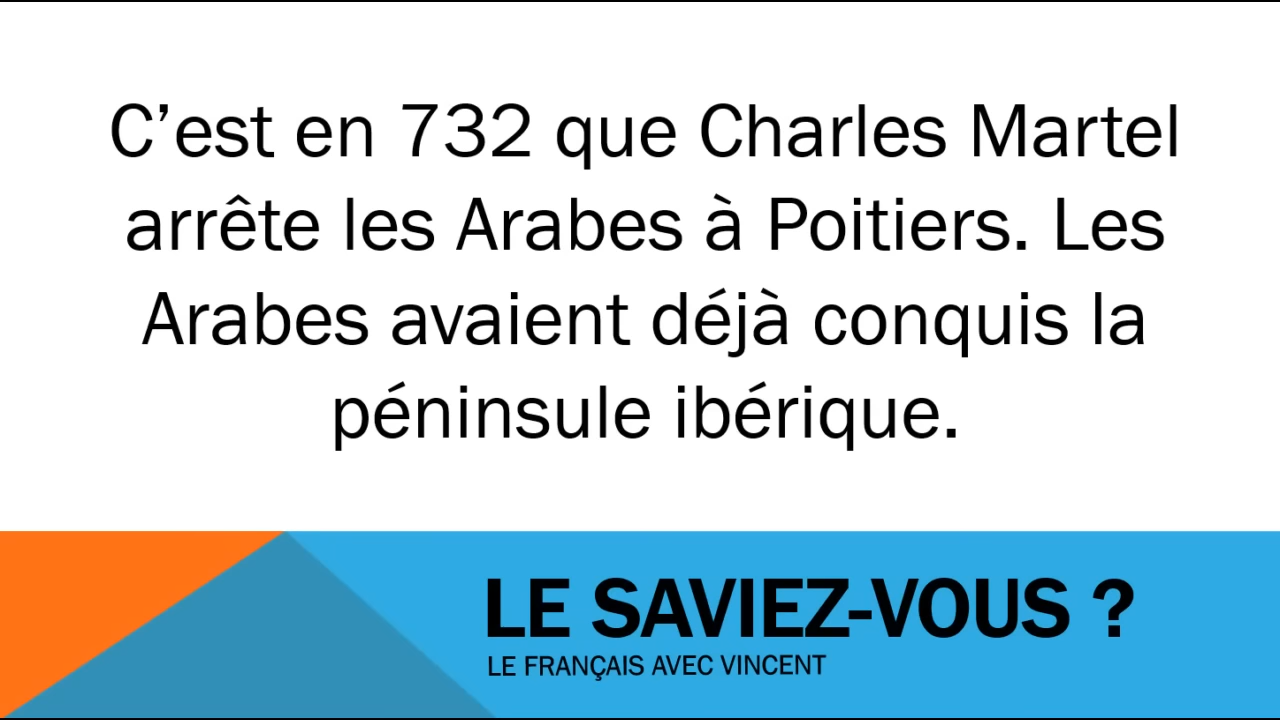 C’est en 732 que Charles Martel
arrête les Arabes à Poitiers. Les
Arabes avaient déjà conquis la
péninsule ibérique.
LE SAVIEZ-VOUS ?
LE FRANÇAIS AVEC VINCENT